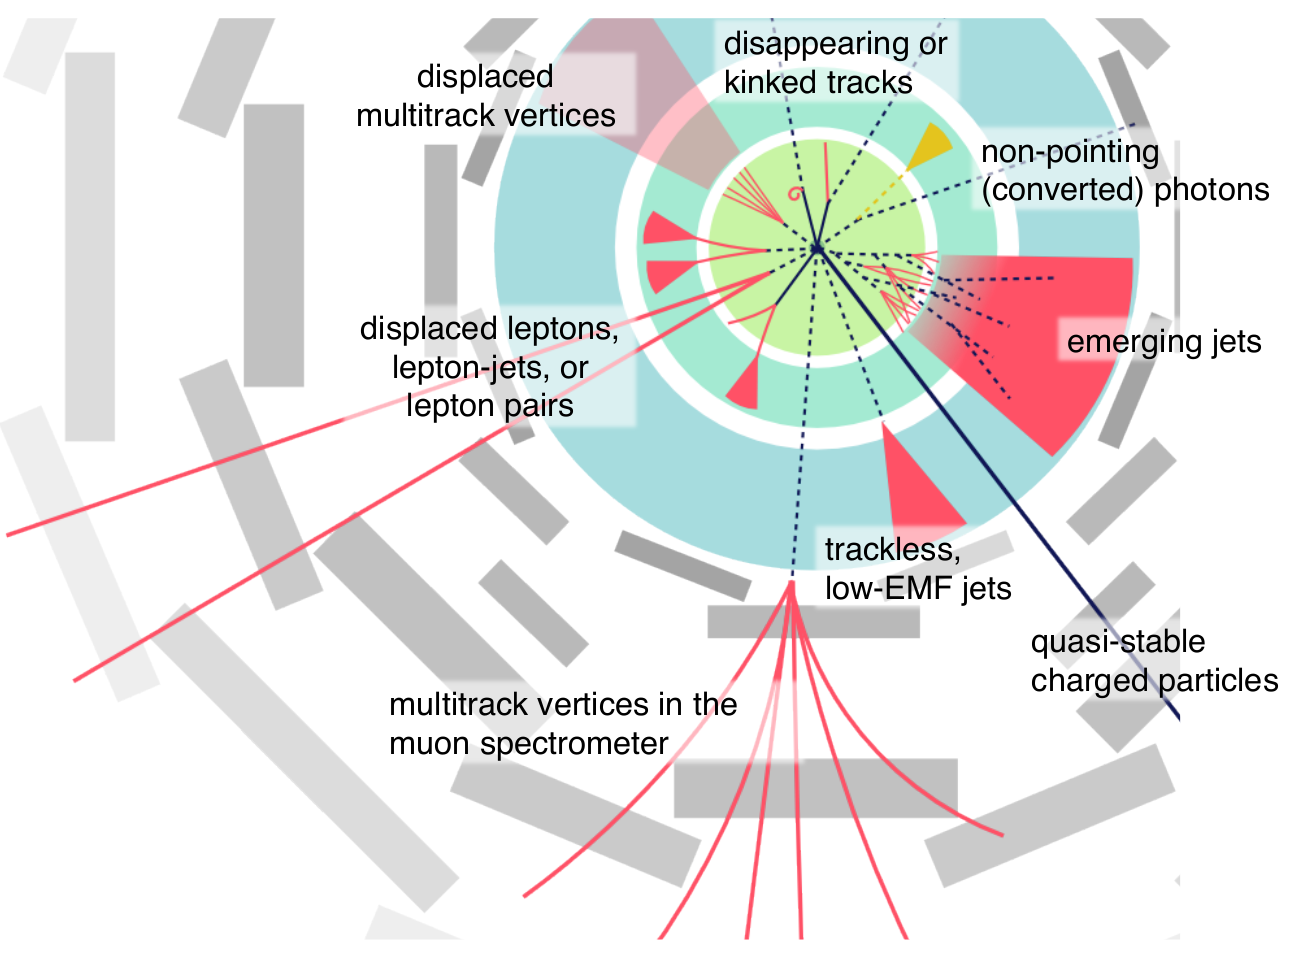 disappearing or
kinked tracks
displaced
multitrack vertices
non-pointing
(converted) photons
displaced leptons,
lepton-jets, or
lepton pairs
emerging jets
trackless,
low-EMF jets
quasi-stable
charged particles
multitrack vertices in the
muon spectrometer